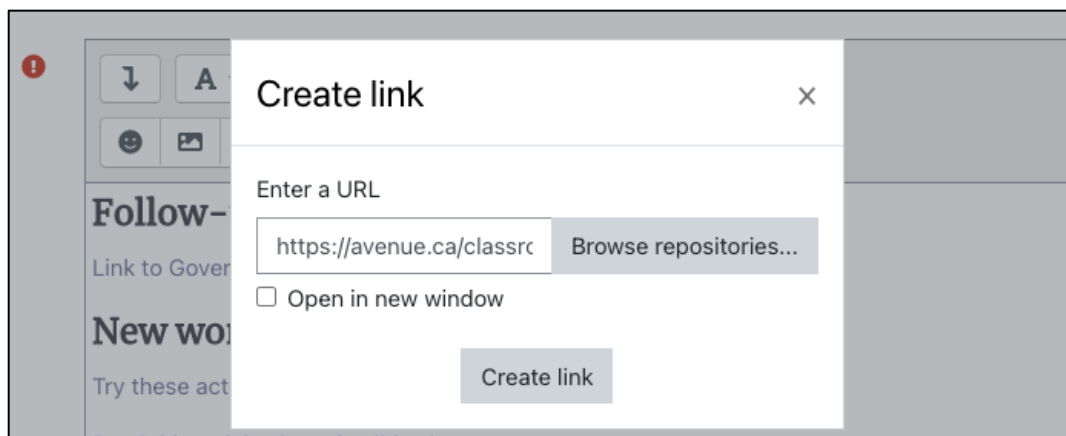 A
Create link
×
Enter a URL
https://avenue.ca/classrc
Browse repositories...
Open in new window
Create link
Follow-
Link to Gover
New wo
Try these act